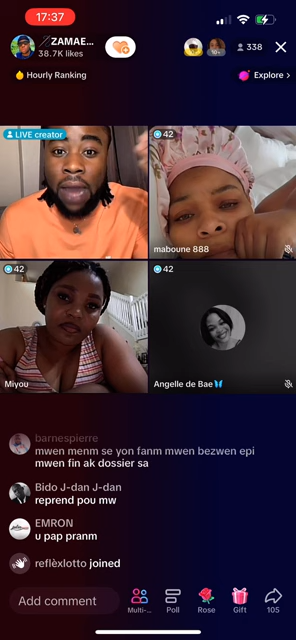 17:37
ZAMAE...
38.7K likes
10+
338
Hourly Ranking
Explore >
LIVE creator
42
maboune 888
42
Miyou
42
Angelle de Bae🦋
barnespierre
mwen menm se yon fanm mwen bezwen epi
mwen fin ak dossier sa
Bido J-dan J-dan
reprend pou mw
EMRON
u pap pranm
reflèxlotto joined
Add comment
Multi-...
Poll
Rose
Gift
105